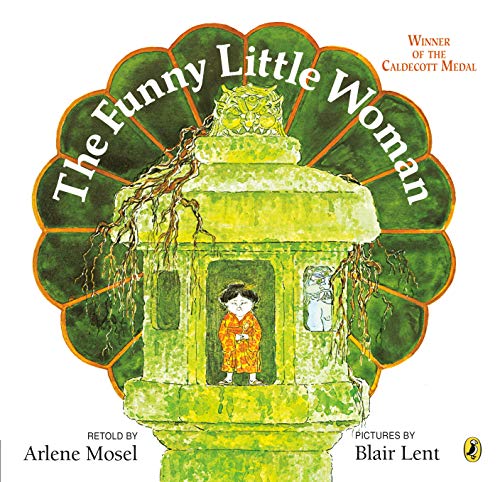 The Funny Little Woman
WINNER
OF THE
CALDECOTT MEDAL
RETOLD BY
Arlene Mosel
PICTURES BY
Blair Lent